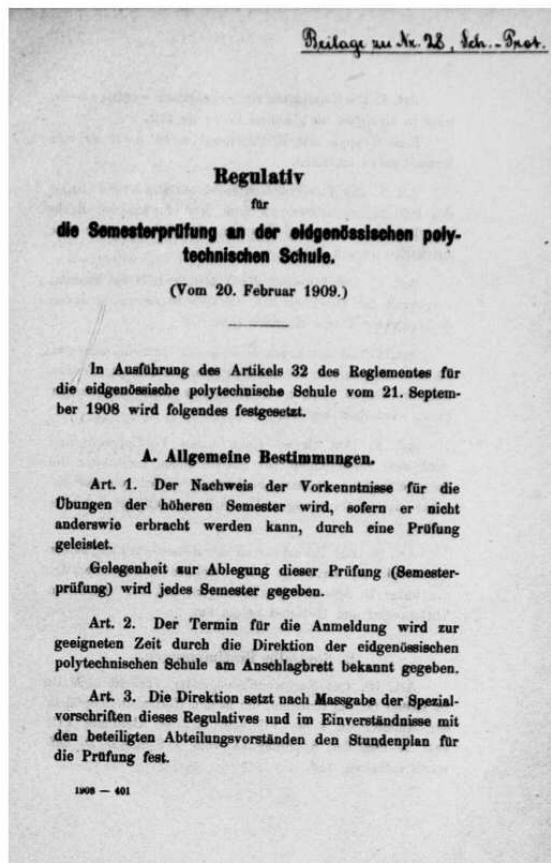 Beilage zu Nr. 28, Sch.-Prot.
Regulativ
für
die Semesterprüfung an der eidgenössischen poly-
technischen Schule.
(Vom 20. Februar 1909.)
In Ausführung des Artikels 32 des Reglementes für
die eidgenössische polytechnische Schule vom 21. Septem-
ber 1908 wird folgendes festgesetzt.
A. Allgemeine Bestimmungen.
Art. 1. Der Nachweis der Vorkenntnisse für die
Übungen der höheren Semester wird, sofern er nicht
anderswie erbracht werden kann, durch eine Prüfung
geleistet.
Gelegenheit zur Ablegung dieser Prüfung (Semester-
prüfung) wird jedes Semester gegeben.
Art. 2. Der Termin für die Anmeldung wird zur
geeigneten Zeit durch die Direktion der eidgenössischen
polytechnischen Schule am Anschlagbrett bekannt gegeben.
Art. 3. Die Direktion setzt nach Massgabe der Spezial-
vorschriften dieses Regulatives und im Einverständnisse mit
den beteiligten Abteilungsvorständen den Stundenplan für
die Prüfung fest.
1908 — 401